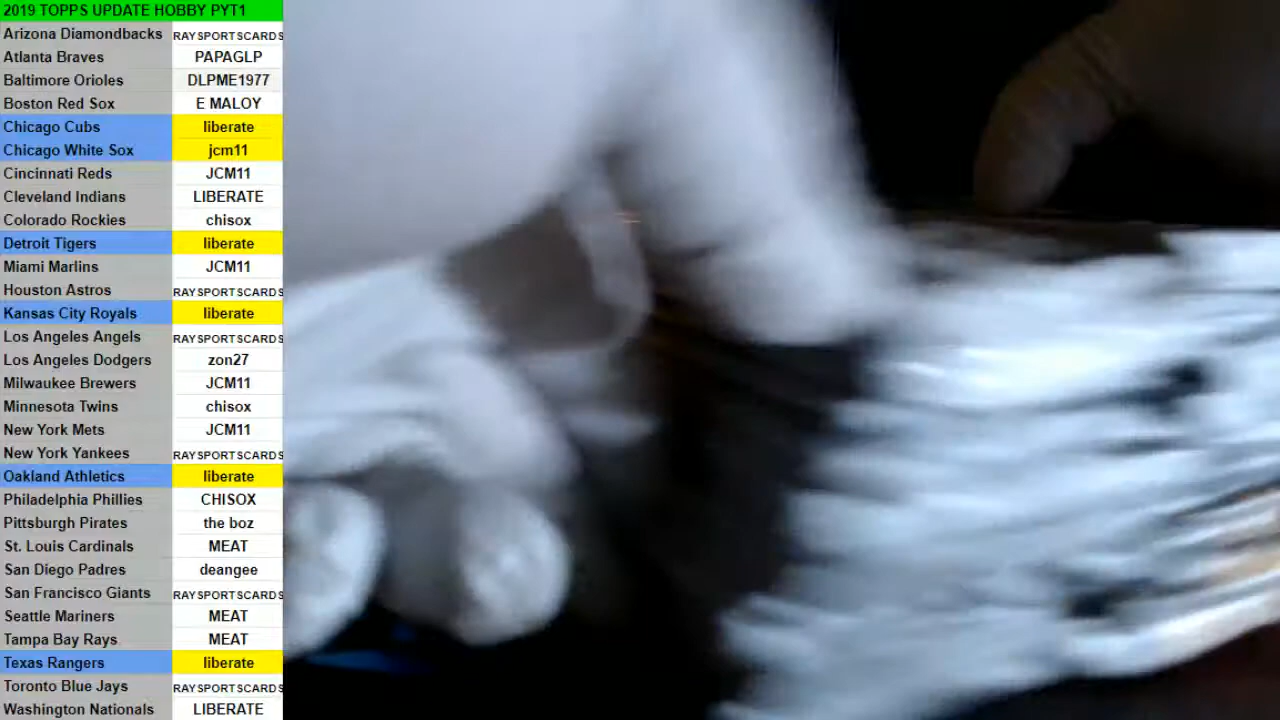 2019 TOPPS UPDATE HOBBY PYT1
Arizona Diamondbacks RAYSPORTSCARDS
Atlanta Braves PAPAGLP
Baltimore Orioles DLPME1977
Boston Red Sox E MALOY
Chicago Cubs liberate
Chicago White Sox jcm11
Cincinnati Reds JCM11
Cleveland Indians LIBERATE
Colorado Rockies chisox
Detroit Tigers liberate
Miami Marlins JCM11
Houston Astros RAYSPORTSCARDS
Kansas City Royals liberate
Los Angeles Angels RAYSPORTSCARDS
Los Angeles Dodgers zon27
Milwaukee Brewers JCM11
Minnesota Twins chisox
New York Mets JCM11
New York Yankees RAYSPORTSCARDS
Oakland Athletics liberate
Philadelphia Phillies CHISOX
Pittsburgh Pirates the boz
St. Louis Cardinals MEAT
San Diego Padres deangee
San Francisco Giants RAYSPORTSCARDS
Seattle Mariners MEAT
Tampa Bay Rays MEAT
Texas Rangers liberate
Toronto Blue Jays RAYSPORTSCARDS
Washington Nationals LIBERATE